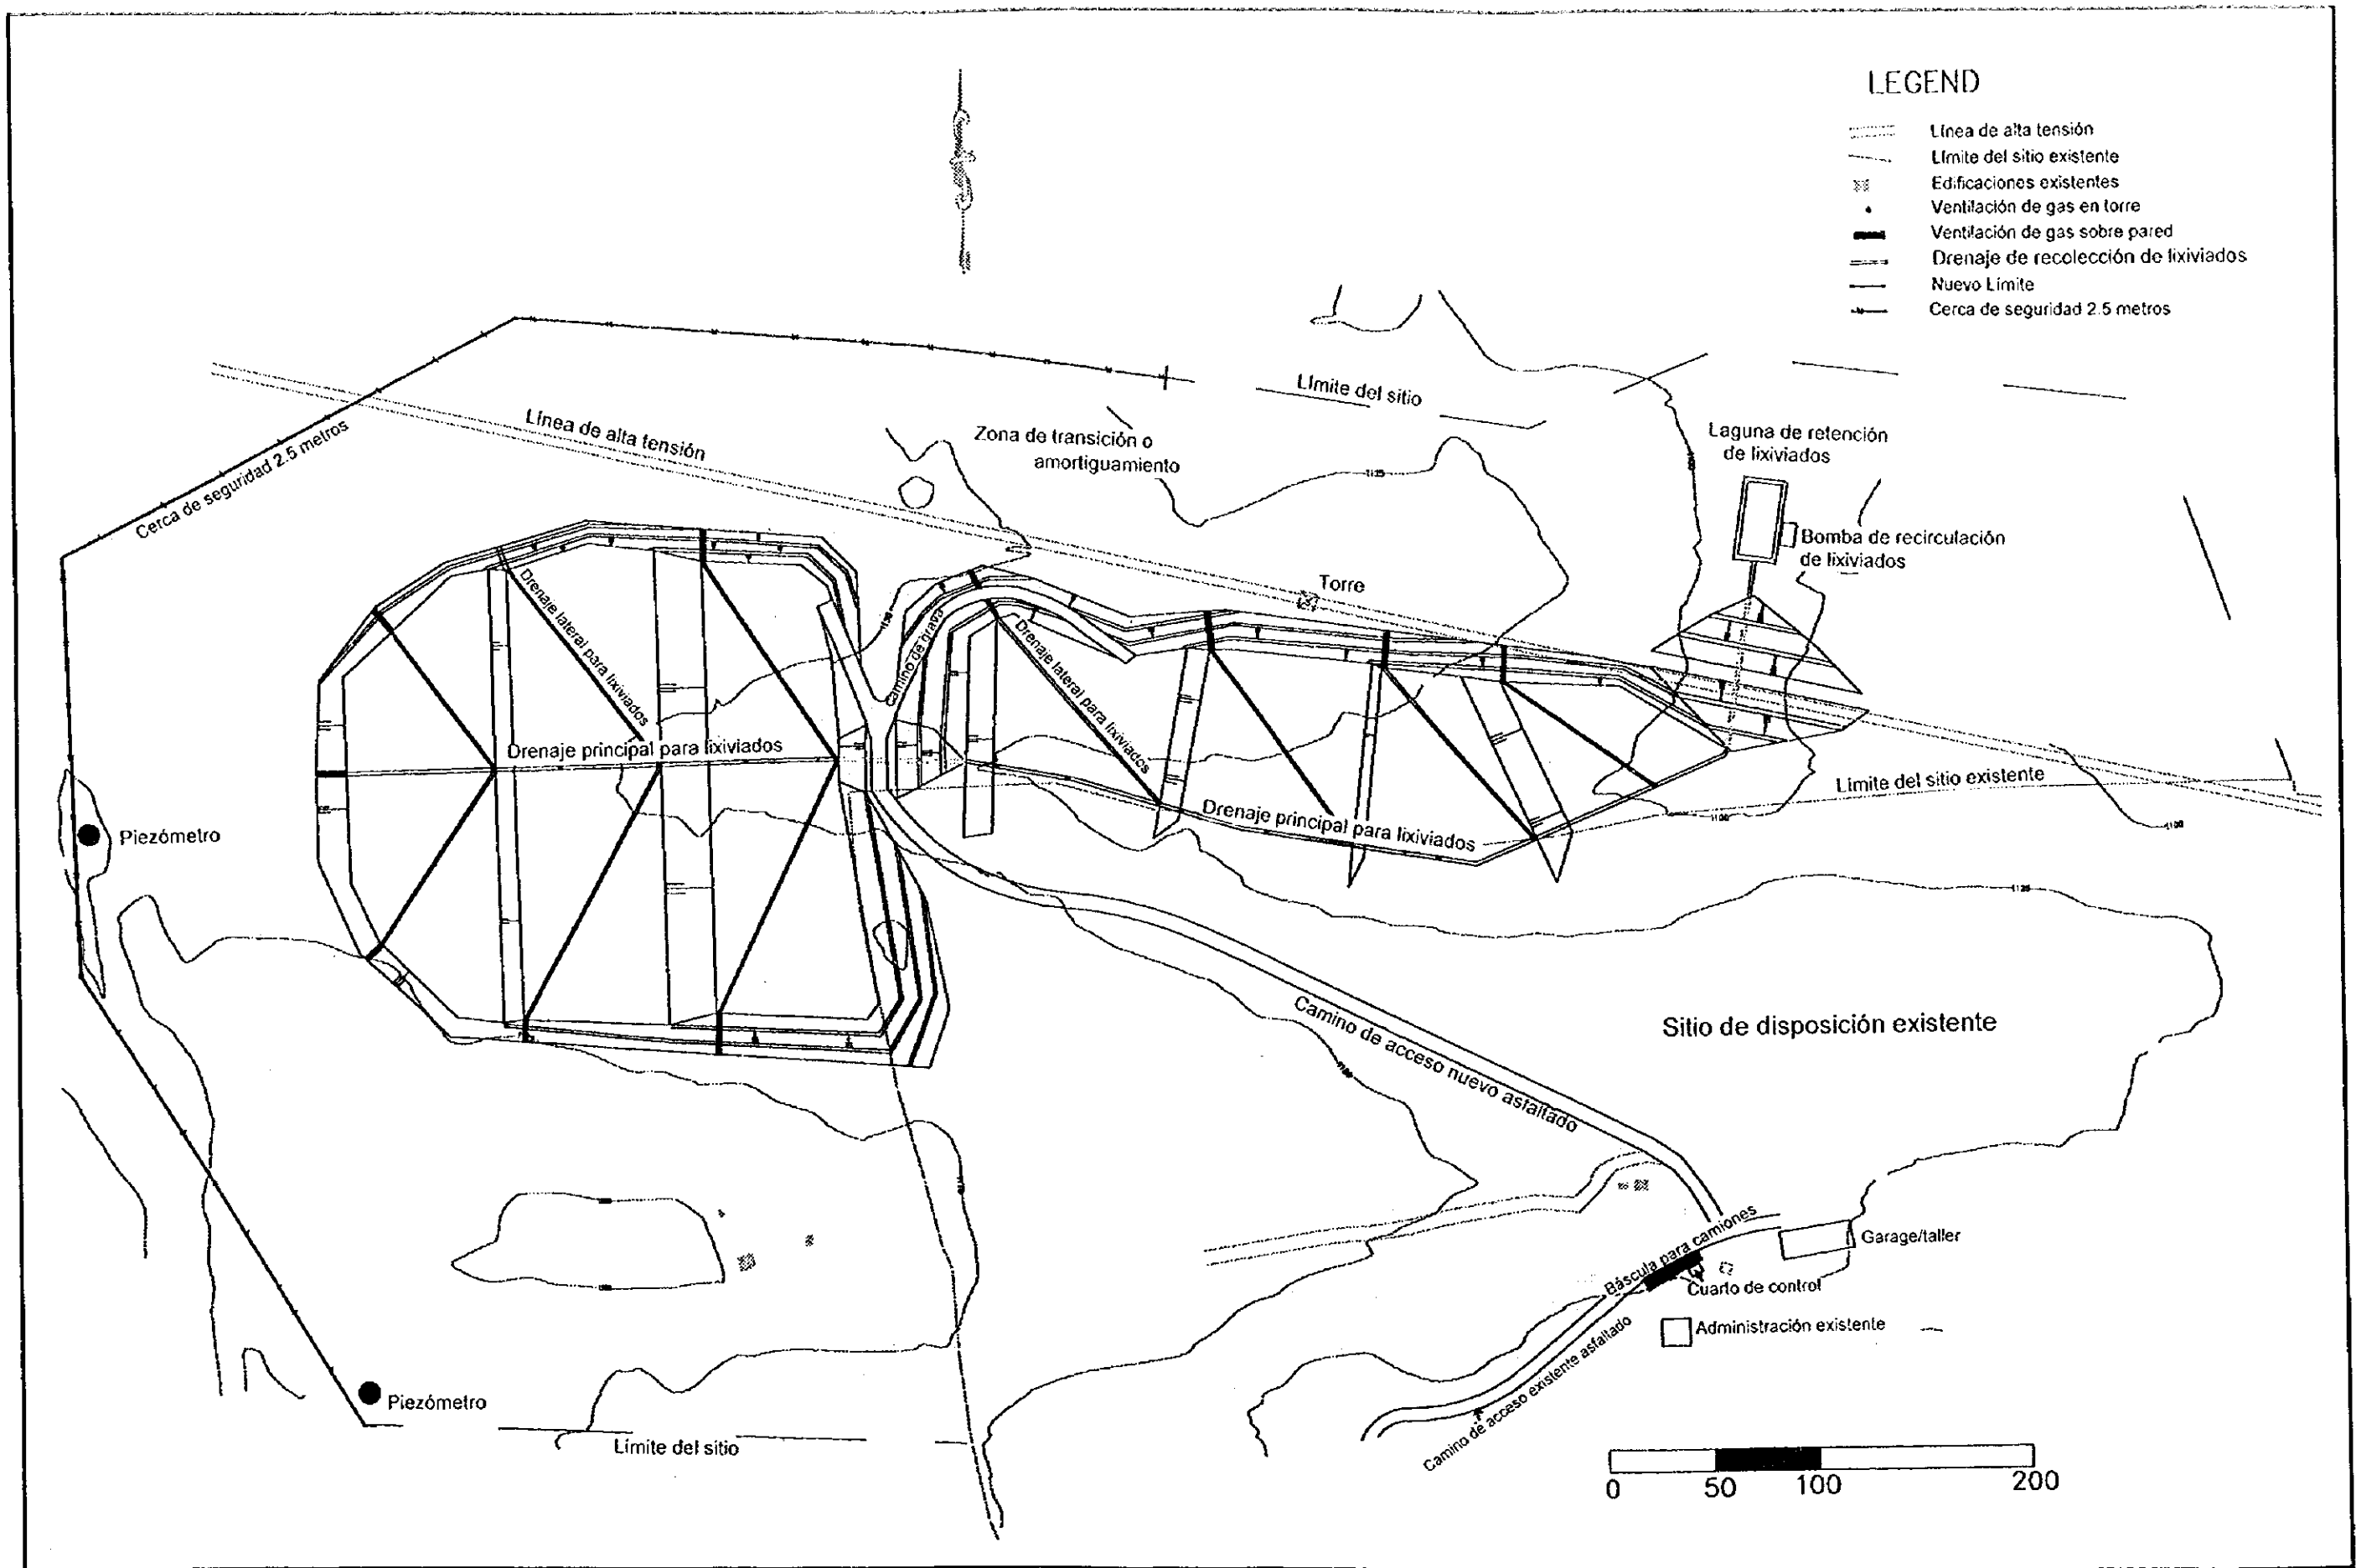 LEGEND
Línea de alta tensión
Límite del sitio existente
Edificaciones existentes
Ventilación de gas en torre
Ventilación de gas sobre pared
Drenaje de recolección de lixiviados
Nuevo Límite
Cerca de seguridad 2.5 metros
Límite del sitio
Línea de alta tensión
Cerca de seguridad 2.5 metros
Zona de transición o
amortiguamiento
1125
Laguna de retención
de lixiviados
Bomba de recirculación
de lixiviados
Torre
Drenaje lateral para lixiviados
Camino de grava
Drenaje lateral para lixiviados
Drenaje principal para lixiviados
Límite del sitio existente
Drenaje principal para lixiviados
1100
1100
Piezómetro
1125
Camino de acceso nuevo asfaltado
Sitio de disposición existente
Báscula para camiones
Garage/taller
Cuarto de control
Administración existente
Camino de acceso existente asfaltado
Piezómetro
Límite del sitio
0 50 100 200